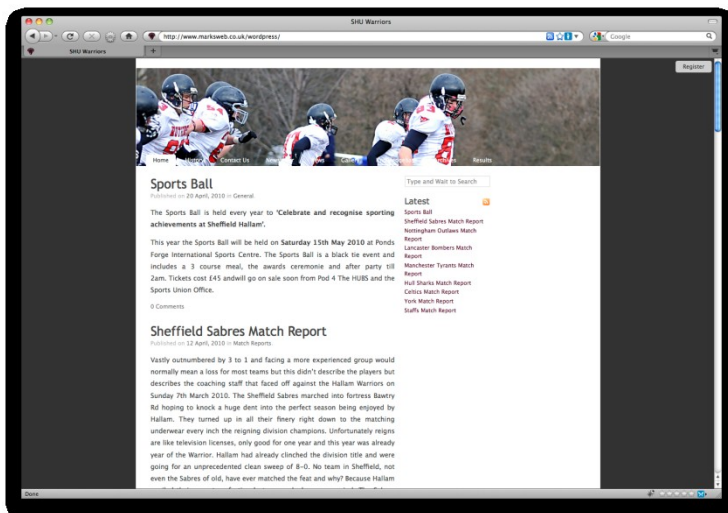 SHU Warriors
http://www.marksweb.co.uk/wordpress/
Google
SHU Warriors
Register
Home History Contact Us Gallery Results
Sports Ball
Published on 20 April, 2010 in General
The Sports Ball is held every year to 'Celebrate and recognise sporting
achievements at Sheffield Hallam'.
This year the Sports Ball will be held on Saturday 15th May 2010 at Ponds
Forge International Sports Centre. The Sports Ball is a black tie event and
includes a 3 course meal, the awards ceremonie and after party till
2am. Tickets cost £45 andwill go on sale soon from Pod 4 The HUBS and the
Sports Union Office.
0 Comments
Sheffield Sabres Match Report
Published on 12 April, 2010 in Match Reports
Vastly outnumbered by 3 to 1 and facing a more experienced group would
normally mean a loss for most teams but this didn't describe the players but
describes the coaching staff that faced off against the Hallam Warriors on
Sunday 7th March 2010. The Sheffield Sabres marched into fortress Bawtry
Rd hoping to knock a huge dent into the perfect season being enjoyed by
Hallam. They turned up in all their finery right down to the matching
underwear every inch the reigning division champions. Unfortunately reigns
are like television licenses, only good for one year and this year was already
year of the Warrior. Hallam had already clinched the division title and were
going for an unprecedented clean sweep of 8-0. No team in Sheffield, not
even the Sabres of old, have ever matched the feat and why? Because Hallam
Type and Wait to Search
Latest
Sports Ball
Sheffield Sabres Match Report
Nottingham Outlaws Match
Report
Lancaster Bombers Match
Report
Manchester Tyrants Match
Report
Hull Sharks Match Report
Celtics Match Report
York Match Report
Staffs Match Report
Done